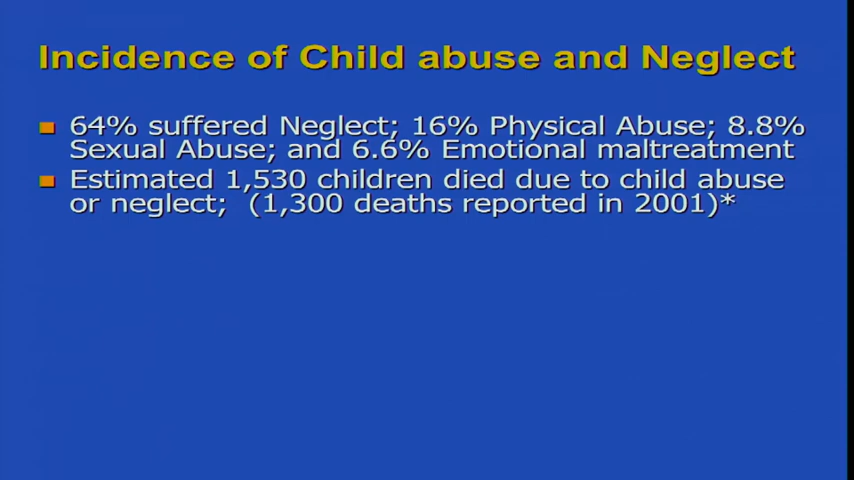 Incidence of Child abuse and Neglect
64% suffered Neglect; 16% Physical Abuse; 8.8%
Sexual Abuse; and 6.6% Emotional maltreatment
Estimated 1,530 children died due to child abuse
or neglect; (1,300 deaths reported in 2001)*